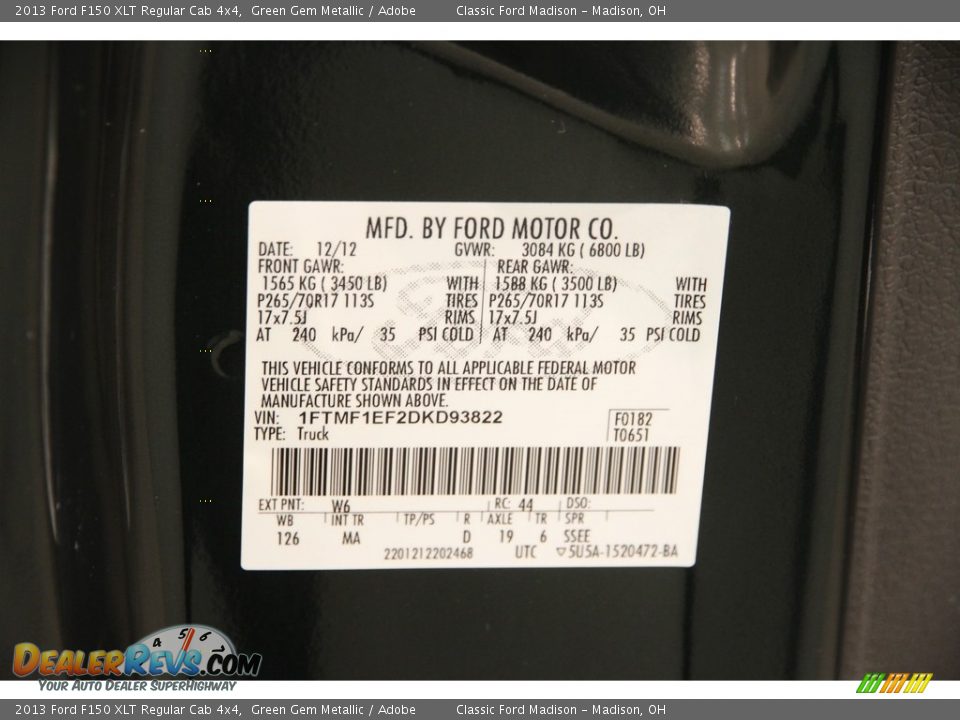 2013 Ford F150 XLT Regular Cab 4x4, Green Gem Metallic / Adobe Classic Ford Madison - Madison, OH
MFD. BY FORD MOTOR CO.
DATE: 12/12 GVWR: 3084 KG ( 6800 LB)
FRONT GAWR: REAR GAWR:
1565 KG ( 3450 LB) WITH 1588 KG ( 3500 LB) WITH
P265/70R17 113S TIRES P265/70R17 113S TIRES
17x7.5J RIMS 17x7.5J RIMS
AT 240 kPa/ 35 PSI COLD AT 240 kPa/ 35 PSI COLD
THIS VEHICLE CONFORMS TO ALL APPLICABLE FEDERAL MOTOR
VEHICLE SAFETY STANDARDS IN EFFECT ON THE DATE OF
MANUFACTURE SHOWN ABOVE.
VIN: 1FTMF1EF2DKD93822 F0182
TYPE: Truck T0651
EXT PNT: W6 RC: 44 DSO:
WB INT TR TP/PS R AXLE TR SPR
126 MA D 19 6 SSEE
2201212202468 UTC ▽5U5A-1520472-BA
4 5 6
DEALERREVS.COM
YOUR AUTO DEALER SUPERHIGHWAY
2013 Ford F150 XLT Regular Cab 4x4, Green Gem Metallic / Adobe Classic Ford Madison - Madison, OH